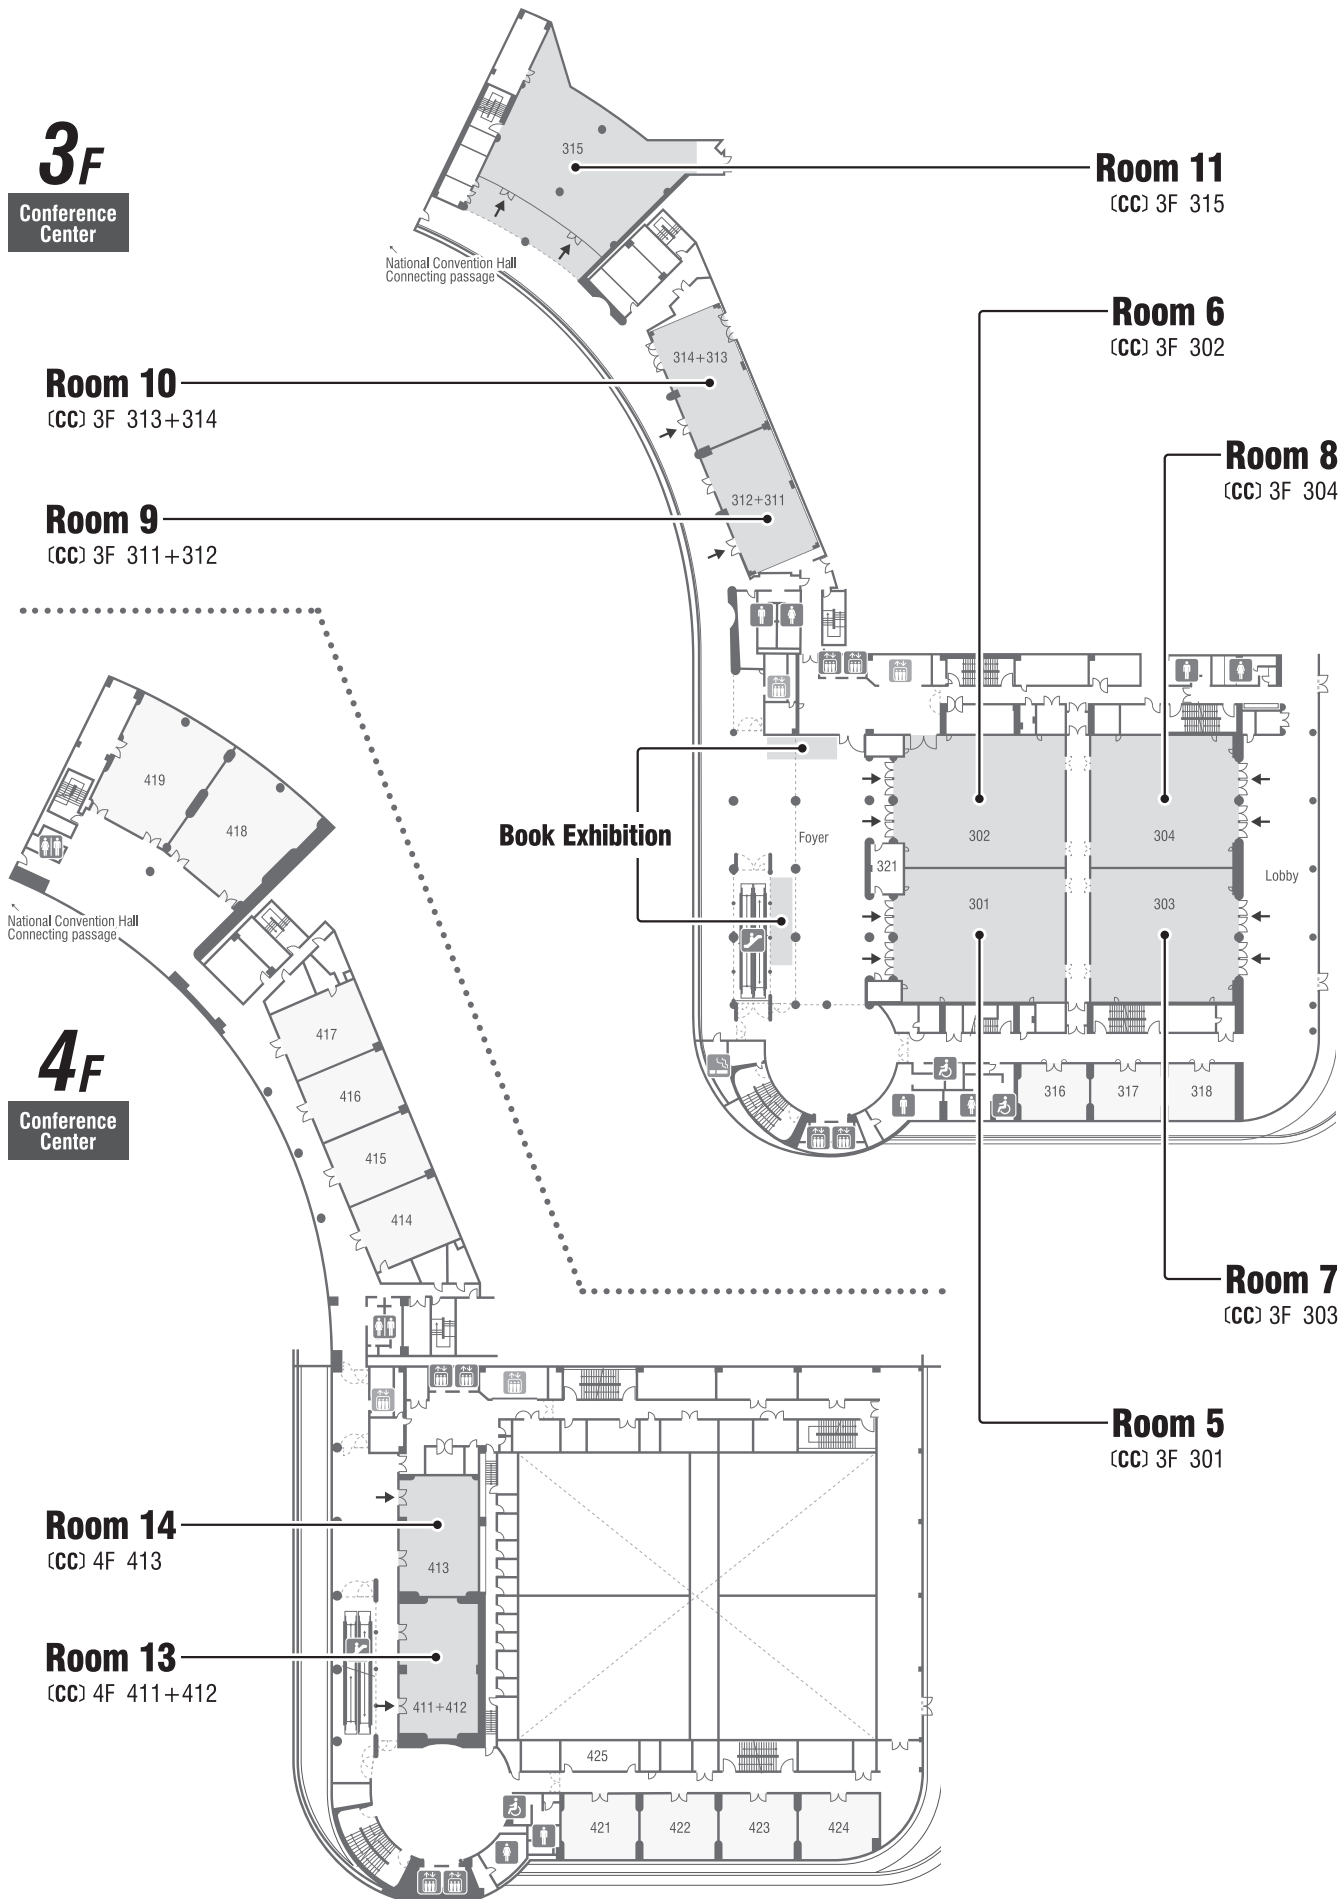 3F
Conference
Center
315
Room 11
(CC) 3F 315
National Convention Hall
Connecting passage
Room 6
(CC) 3F 302
314+313
Room 10
(CC) 3F 313+314
Room 8
(CC) 3F 304
312+311
Room 9
(CC) 3F 311+312
Book Exhibition
Foyer
302
304
321
Lobby
301
303
316
317
318
Room 7
(CC) 3F 303
Room 5
(CC) 3F 301
419
418
National Convention Hall
Connecting passage
4F
Conference
Center
417
416
415
414
Room 14
(CC) 4F 413
413
Room 13
(CC) 4F 411+412
411+412
425
421
422
423
424